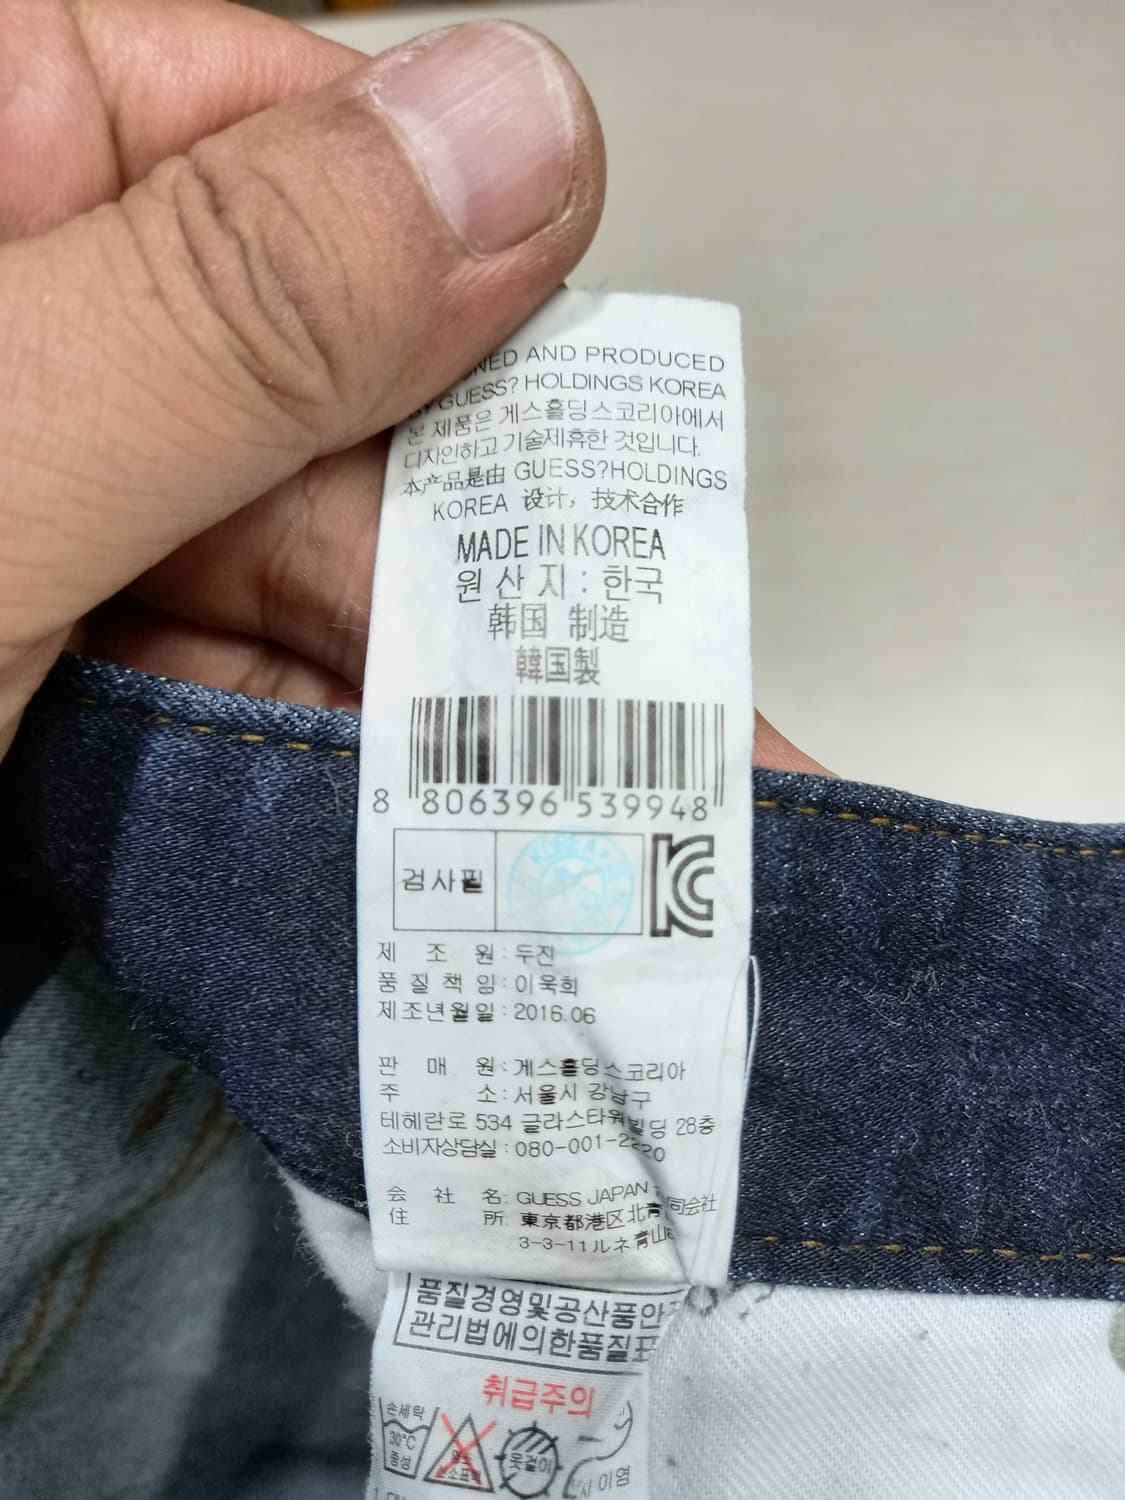 AND PRODUCED
GUESS? HOLDINGS KOREA
본 제품은 게스홀딩스코리아에서
디자인하고 기술제휴한 것입니다.
本产品是由 GUESS?HOLDINGS
KOREA 设计，技术合作
MADE IN KOREA
원 산 지 : 한국
韩国 制造
韓国製
8 806396 539948
검사필
KOREA
KC
제 조 원 : 두진
품 질 책 임 : 이욱희
제조년월일 : 2016.06
판 매 원 : 게스홀딩스코리아
주 소 : 서울시 강남구
테헤란로 534 글라스타워빌딩 28층
소비자상담실 : 080-001-2220
会 社 名 : GUESS JAPAN 同会社
住 所 : 東京都港区北青
3-3-11ルネ青山
품질경영및공산품안
관리법에의한품질표
취급주의
손세탁
30°C
중성
옷걸이